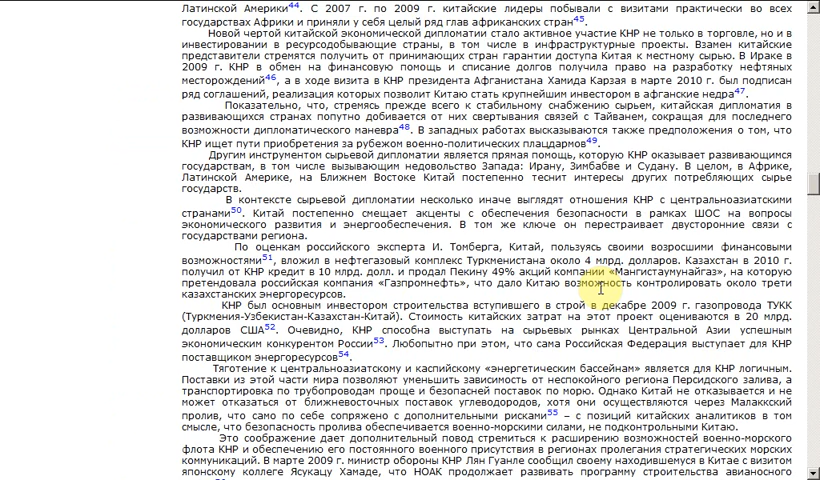 Латинской Америки44. С 2007 г. по 2009 г. китайские лидеры побывали с визитами практически во всех
государствах Африки и приняли у себя целый ряд глав африканских стран45.
Новой чертой китайской экономической дипломатии стало активное участие КНР не только в торговле, но и в
инвестировании в ресурсодобывающие страны, в том числе в инфраструктурные проекты. Взамен китайские
представители стремятся получить от принимающих стран гарантии доступа Китая к местному сырью. В Ираке в
2009 г. КНР в обмен на финансовую помощь и списание долгов получила право на разработку нефтяных
месторождений46, а в ходе визита в КНР президента Афганистана Хамида Карзая в марте 2010 г. был подписан
ряд соглашений, реализация которых позволит Китаю стать крупнейшим инвестором в афганские недра47.
Показательно, что, стремясь прежде всего к стабильному снабжению сырьем, китайская дипломатия в
развивающихся странах попутно добивается от них свертывания связей с Тайванем, сокращая для последнего
возможности дипломатического маневра48. В западных работах высказываются также предположения о том, что
КНР ищет пути приобретения за рубежом военно-политических плацдармов49.
Другим инструментом сырьевой дипломатии является прямая помощь, которую КНР оказывает развивающимся
государствам, в том числе вызывающим недовольство Запада: Ирану, Зимбабве и Судану. В целом, в Африке,
Латинской Америке, на Ближнем Востоке Китай постепенно теснит интересы других потребляющих сырье
государств.
В контексте сырьевой дипломатии несколько иначе выглядят отношения КНР с центральноазиатскими
странами50. Китай постепенно смещает акценты с обеспечения безопасности в рамках ШОС на вопросы
экономического развития и энергообеспечения. В том же ключе он перестраивает двусторонние связи с
государствами региона.
По оценкам российского эксперта И. Томберга, Китай, пользуясь своими возросшими финансовыми
возможностями51, вложил в нефтегазовый комплекс Туркменистана около 4 млрд. долларов. Казахстан в 2010 г.
получил от КНР кредит в 10 млрд. долл. и продал Пекину 49% акций компании «Мангистаумунайгаз», на которую
претендовала российская компания «Газпромнефть», что дало Китаю возможность контролировать около трети
казахстанских энергоресурсов.
КНР был основным инвестором строительства вступившего в строй в декабре 2009 г. газопровода ТУКК
(Туркмения-Узбекистан-Казахстан-Китай). Стоимость китайских затрат на этот проект оцениваются в 20 млрд.
долларов США52. Очевидно, КНР способна выступать на сырьевых рынках Центральной Азии успешным
экономическим конкурентом России53. Любопытно при этом, что сама Российская Федерация выступает для КНР
поставщиком энергоресурсов54.
Тяготение к центральноазиатскому и каспийскому «энергетическим бассейнам» является для КНР логичным.
Поставки из этой части мира позволяют уменьшить зависимость от неспокойного региона Персидского залива, а
транспортировка по трубопроводам проще и безопасней поставок по морю. Однако Китай не отказывается и не
может отказаться от ближневосточных поставок углеводородов, хотя они осуществляются через Малаккский
пролив, что само по себе сопряжено с дополнительными рисками55 – с позиций китайских аналитиков в том
смысле, что безопасность пролива обеспечивается военно-морскими силами, не подконтрольными Китаю.
Это соображение дает дополнительный повод стремиться к расширению возможностей военно-морского
флота КНР и обеспечению его постоянного военного присутствия в регионах пролегания стратегических морских
коммуникаций. В марте 2009 г. министр обороны КНР Лян Гуанле сообщил своему находившемуся в Китае с визитом
японскому коллеге Ясукацу Хамаде, что НОАК продолжает развивать программу строительства авианосного